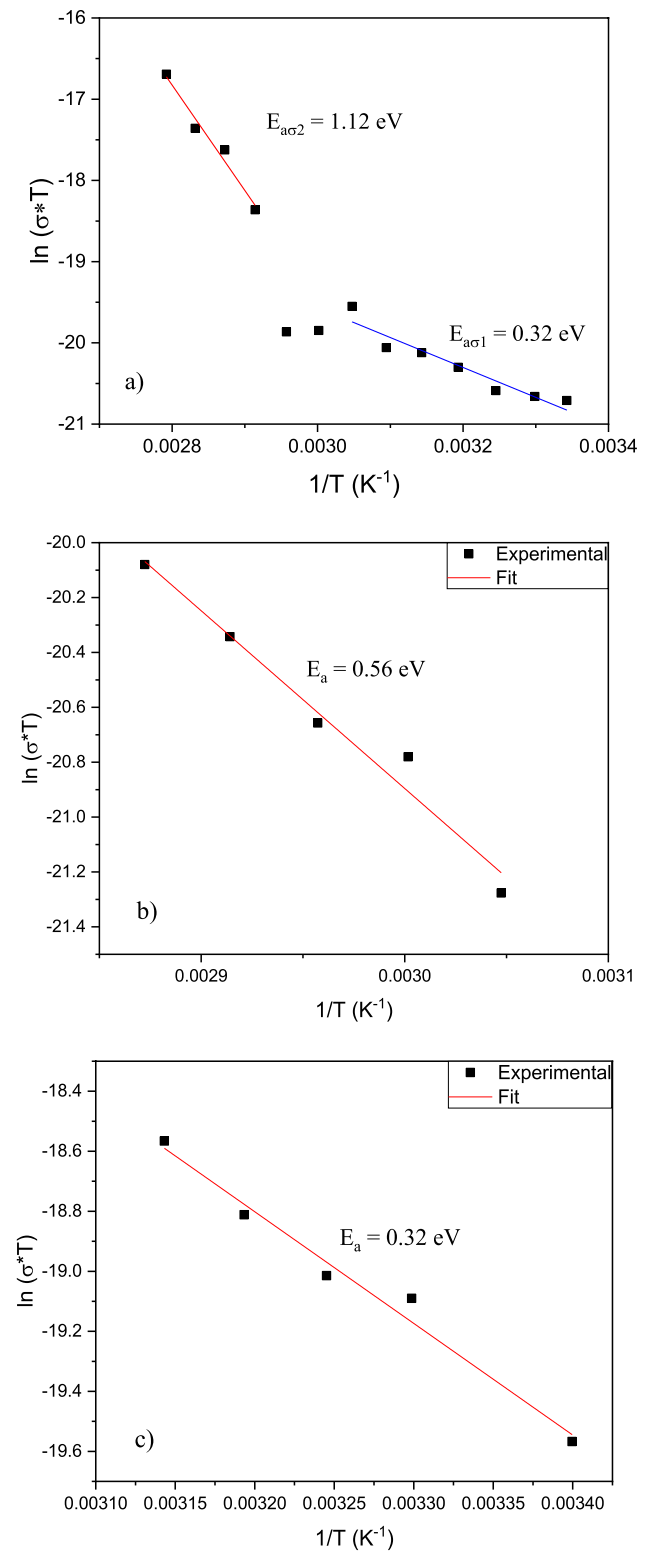 -16
-17
-18
-19
-20
-21
ln (σ*T)
Eaσ2 = 1.12 eV
Eaσ1 = 0.32 eV
a)
0.0028
0.0030
0.0032
0.0034
1/T (K-1)
-20.0
-20.2
-20.4
-20.6
-20.8
-21.0
-21.2
-21.4
ln (σ*T)
Experimental
Fit
Ea = 0.56 eV
b)
0.0029
0.0030
0.0031
1/T (K-1)
-18.4
-18.6
-18.8
-19.0
-19.2
-19.4
-19.6
ln (σ*T)
Experimental
Fit
Ea = 0.32 eV
c)
0.00310
0.00315
0.00320
0.00325
0.00330
0.00335
0.00340
1/T (K-1)